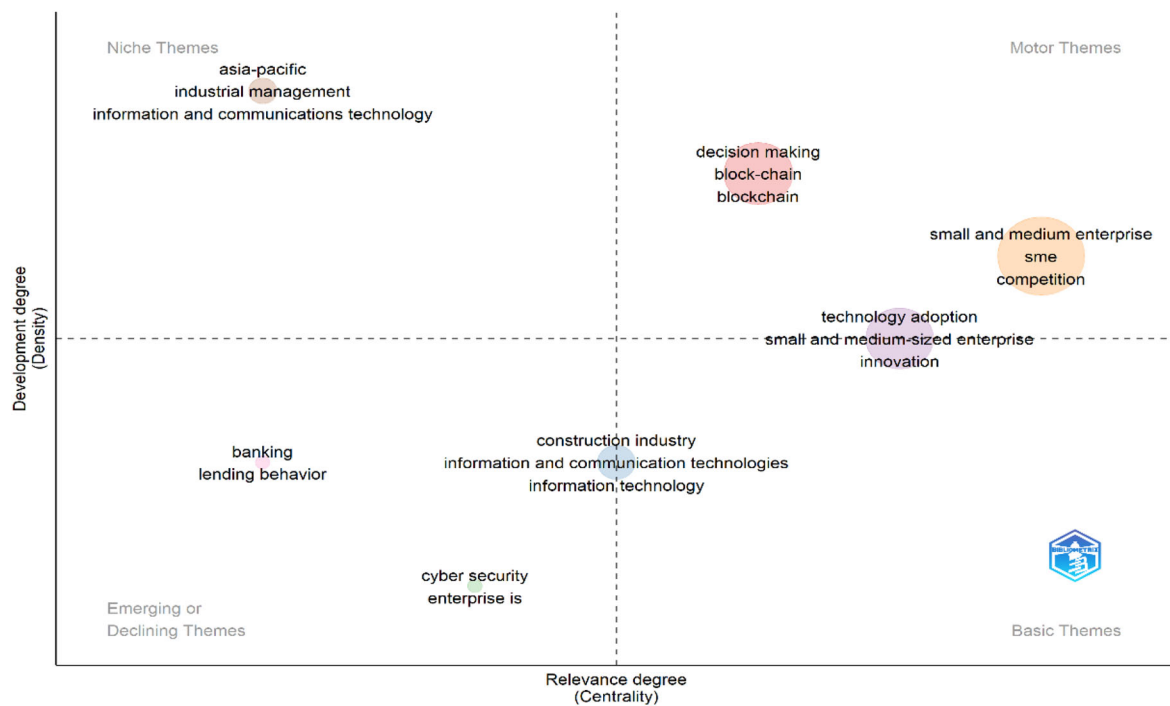 Niche Themes
Motor Themes
asia-pacific
industrial management
information and communications technology
decision making
block-chain
blockchain
small and medium enterprise
sme
competition
technology adoption
small and medium-sized enterprise
innovation
Development degree
(Density)
construction industry
information and communication technologies
information technology
banking
lending behavior
cyber security
enterprise is
BIBLIOMETRIX
Emerging or
Declining Themes
Basic Themes
Relevance degree
(Centrality)